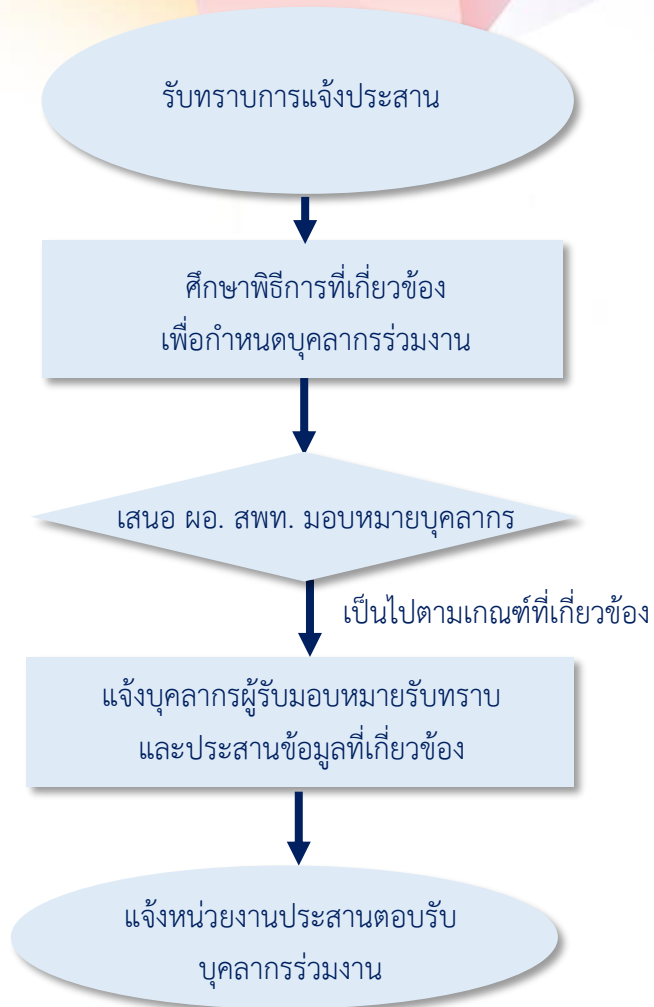 รับทราบการแจ้งประสาน
ศึกษาพิธีการที่เกี่ยวข้อง
เพื่อกำหนดบุคลากรร่วมงาน
เสนอ ผอ. สพท. มอบหมายบุคลากร
เป็นไปตามเกณฑ์ที่เกี่ยวข้อง
แจ้งบุคลากรผู้รับมอบหมายรับทราบ
และประสานข้อมูลที่เกี่ยวข้อง
แจ้งหน่วยงานประสานตอบรับ
บุคลากรร่วมงาน